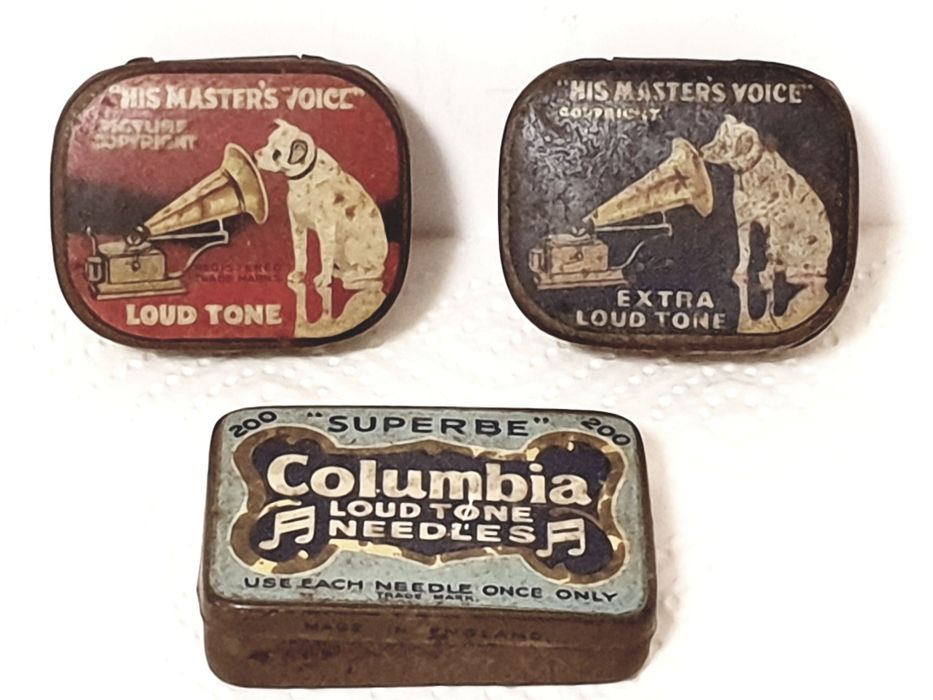 "HIS MASTER'S VOICE"
PICTURE
COPYRIGHT
REGISTERED
TRADE MARKS
LOUD TONE
"HIS MASTER'S VOICE"
COPYRIGHT
EXTRA
LOUD TONE
200 "SUPERBE" 200
Columbia
LOUD TONE
NEEDLES
USE EACH NEEDLE ONCE ONLY
TRADE MARK.
MADE IN ENGLAND.